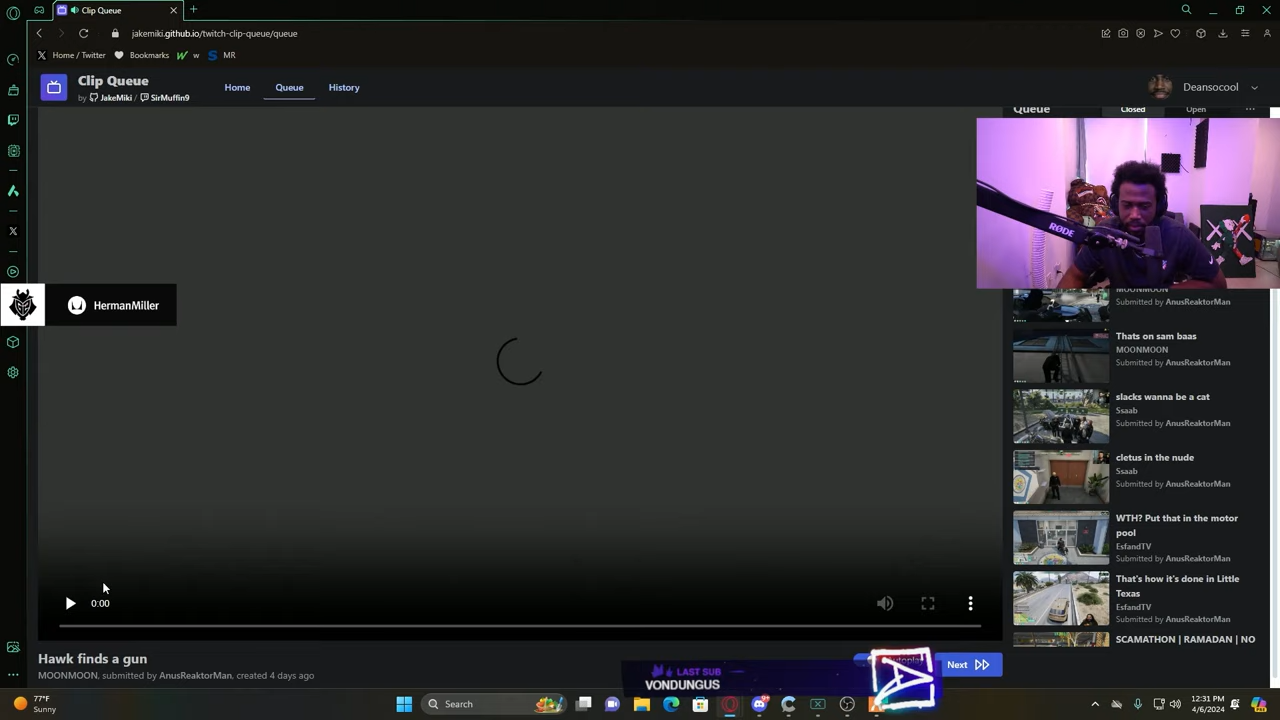 Clip Queue
jakemiki.github.io/twitch-clip-queue/queue
Home / Twitter
Bookmarks
w
MR
Clip Queue
by JakeMiki / SirMuffin9
Home
Queue
History
Deansocool
Queue
Closed
Open
RØDE
HermanMiller
MOONMOON
Submitted by AnusReaktorMan
Thats on sam baas
MOONMOON
Submitted by AnusReaktorMan
slacks wanna be a cat
Ssaab
Submitted by AnusReaktorMan
cletus in the nude
Ssaab
Submitted by AnusReaktorMan
WTH? Put that in the motor
pool
EsfandTV
Submitted by AnusReaktorMan
That's how it's done in Little
Texas
EsfandTV
Submitted by AnusReaktorMan
SCAMATHON | RAMADAN | NO
0:00
Hawk finds a gun
MOONMOON, submitted by AnusReaktorMan, created 4 days ago
Autoplay
Next
LAST SUB
VONDUNGUS
77°F
Sunny
Search
12:31 PM
4/6/2024